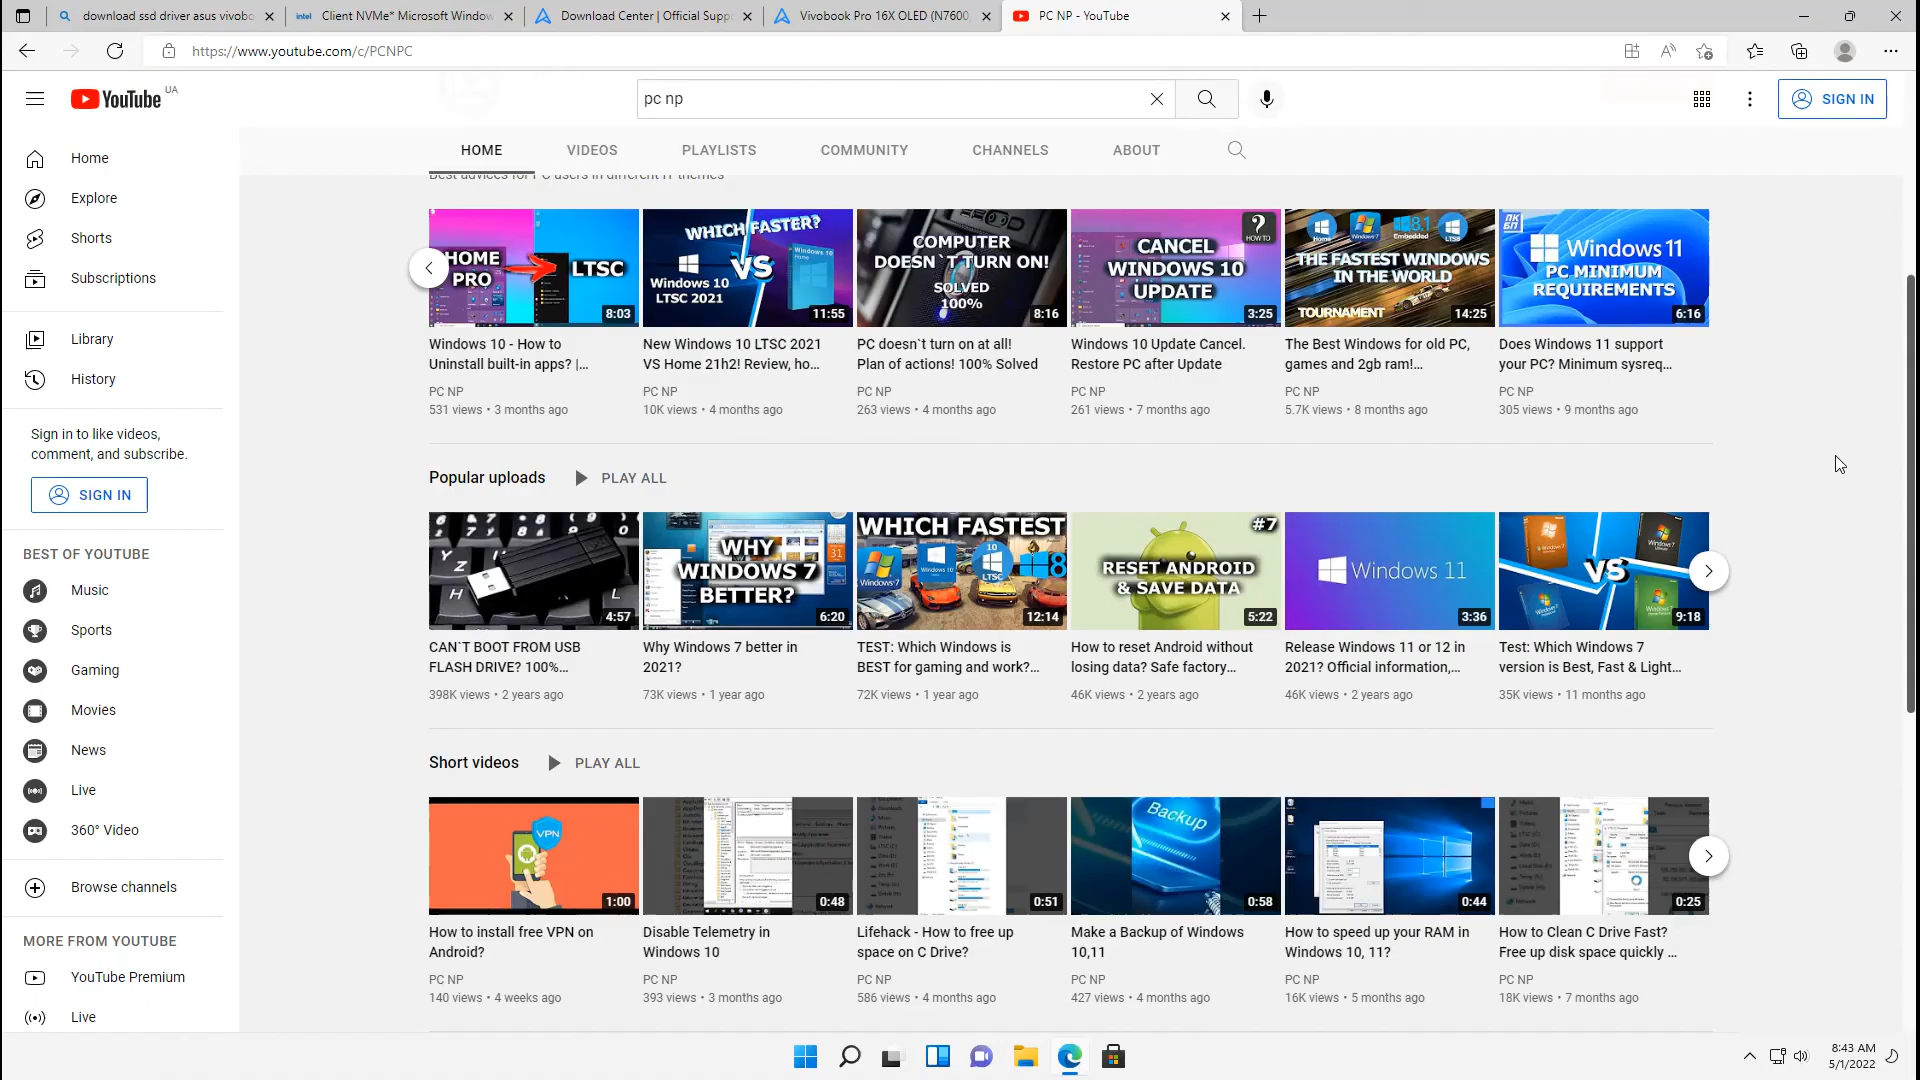 download ssd driver asus vivobo
Client NVMe* Microsoft Window
Download Center | Official Supp
Vivobook Pro 16X OLED (N7600
PC NP - YouTube
https://www.youtube.com/c/PCNPC
YouTube UA
pc np
SIGN IN
HOME
VIDEOS
PLAYLISTS
COMMUNITY
CHANNELS
ABOUT
Home
Explore
Shorts
Subscriptions
Library
History
Sign in to like videos,
comment, and subscribe.
SIGN IN
BEST OF YOUTUBE
Music
Sports
Gaming
Movies
News
Live
360° Video
Browse channels
MORE FROM YOUTUBE
YouTube Premium
Live
Best advices for PC users in different IT themes
HOME
PRO
LTSC
8:03
WHICH FASTER?
VS
Windows 10
LTSC 2021
11:55
COMPUTER
DOESN`T TURN ON!
SOLVED
100%
8:16
HOW TO
CANCEL
WINDOWS 10
UPDATE
3:25
THE FASTEST WINDOWS
IN THE WORLD
TOURNAMENT
14:25
ПК
БП
Windows 11
PC MINIMUM
REQUIREMENTS
6:16
Windows 10 - How to
Uninstall built-in apps? |...
PC NP
531 views • 3 months ago
New Windows 10 LTSC 2021
VS Home 21h2! Review, ho...
PC NP
10K views • 4 months ago
PC doesn`t turn on at all!
Plan of actions! 100% Solved
PC NP
263 views • 4 months ago
Windows 10 Update Cancel.
Restore PC after Update
PC NP
261 views • 7 months ago
The Best Windows for old PC,
games and 2gb ram!...
PC NP
5.7K views • 8 months ago
Does Windows 11 support
your PC? Minimum sysreq...
PC NP
305 views • 9 months ago
Popular uploads
PLAY ALL
4:57
WHY
WINDOWS 7
BETTER?
6:20
WHICH FASTEST
12:14
#7
RESET ANDROID
& SAVE DATA
5:22
Windows 11
3:36
VS
9:18
CAN`T BOOT FROM USB
FLASH DRIVE? 100%...
398K views • 2 years ago
Why Windows 7 better in
2021?
73K views • 1 year ago
TEST: Which Windows is
BEST for gaming and work?...
72K views • 1 year ago
How to reset Android without
losing data? Safe factory...
46K views • 2 years ago
Release Windows 11 or 12 in
2021? Official information,...
46K views • 2 years ago
Test: Which Windows 7
version is Best, Fast & Light...
35K views • 11 months ago
Short videos
PLAY ALL
VPN
1:00
0:48
0:51
Backup
0:58
0:44
0:25
How to install free VPN on
Android?
PC NP
140 views • 4 weeks ago
Disable Telemetry in
Windows 10
PC NP
393 views • 3 months ago
Lifehack - How to free up
space on C Drive?
PC NP
586 views • 4 months ago
Make a Backup of Windows
10,11
PC NP
427 views • 4 months ago
How to speed up your RAM in
Windows 10, 11?
PC NP
16K views • 5 months ago
How to Clean C Drive Fast?
Free up disk space quickly ...
PC NP
18K views • 7 months ago
8:43 AM
5/1/2022